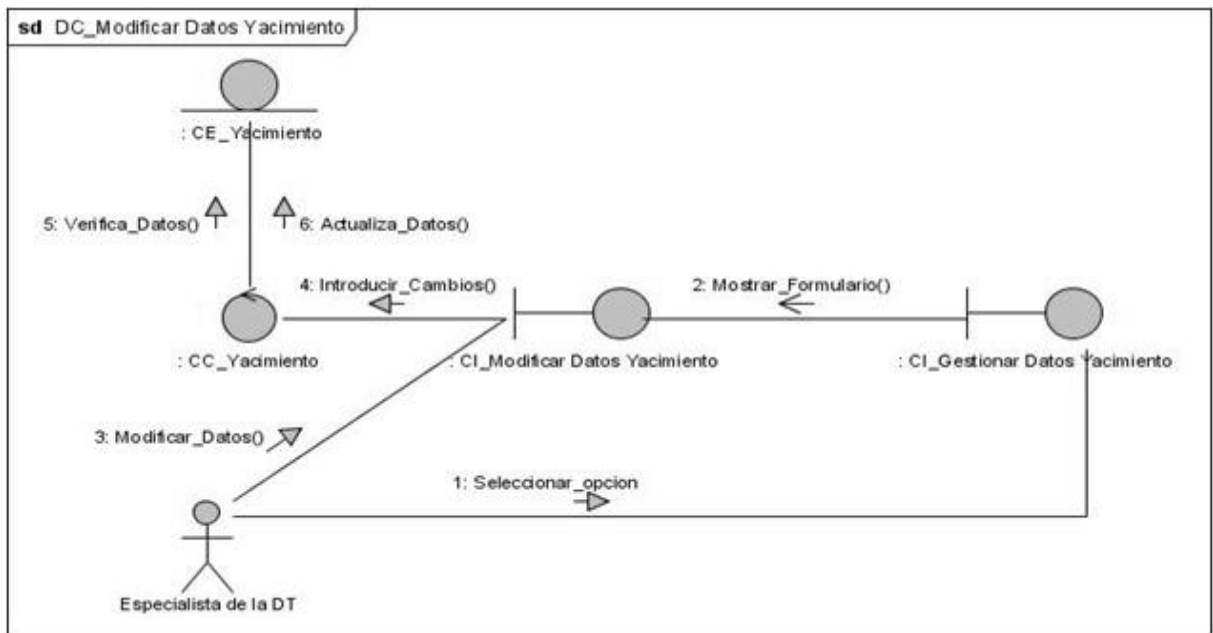 sd DC_Modificar Datos Yacimiento
: CE_Yacimiento
5: Verifica_Datos()
6: Actualiza_Datos()
4: Introducir_Cambios()
2: Mostrar_Formulario()
: CC_Yacimiento
: CI_Modificar Datos Yacimiento
: CI_Gestionar Datos Yacimiento
3: Modificar_Datos()
1: Seleccionar_opcion
Especialista de la DT